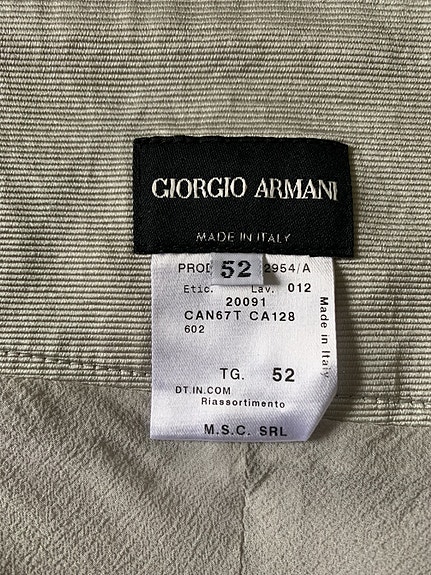 GIORGIO ARMANI
MADE IN ITALY
52
2954/A
Etic. Lav. 012
20091
CAN67T CA128
602
Made in Italy
TG. 52
DT.IN.COM
Riassortimento
M.S.C. SRL